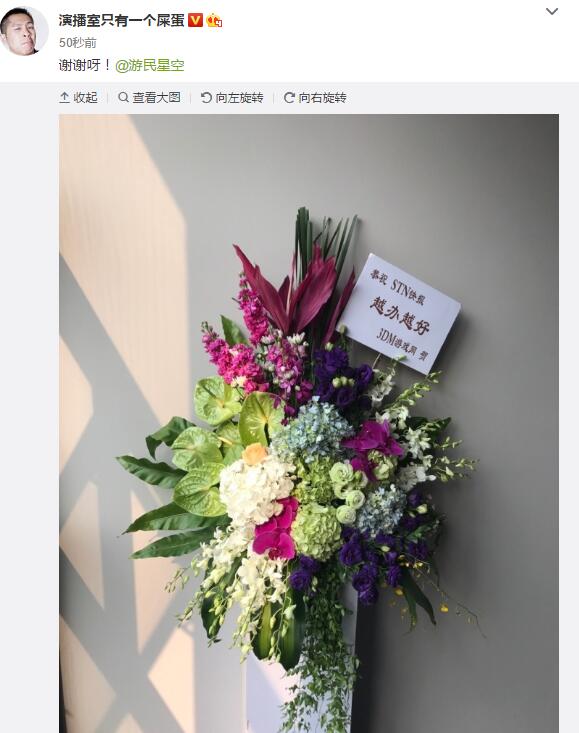 演播室只有一个屎蛋
50秒前
谢谢呀！@游民星空
收起 查看大图 向左旋转 向右旋转
恭祝 STN快报
越办越好
3DM游戏网 贺